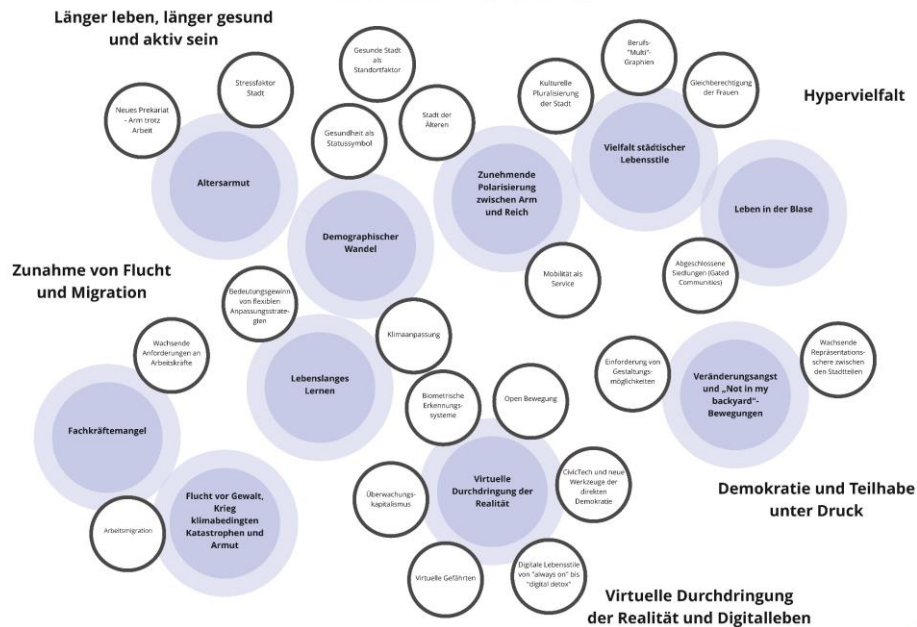 Länger leben, länger gesund
und aktiv sein
Gesunde Stadt
als
Standortfaktor
Berufs-
"Multi"-
Graphien
Stressfaktor
Stadt
Kulturelle
Pluralisierung
der Stadt
Gleichberechtigung
der Frauen
Hypervielfalt
Neues Prekariat
- Arm trotz
Arbeit
Gesundheit als
Statussymbol
Stadt der
Älteren
Vielfalt städtischer
Lebensstile
Altersarmut
Zunehmende
Polarisierung
zwischen Arm
und Reich
Leben in der Blase
Demographischer
Wandel
Zunahme von Flucht
und Migration
Mobilität als
Service
Abgeschlossene
Siedlungen (Gated
Communities)
Bedeutungsgewinn
von flexiblen
Anpassungsstrate-
gien
Klimaanpassung
Wachsende
Anforderungen an
Arbeitskräfte
Lebenslanges
Lernen
Einforderung von
Gestaltungs-
möglichkeiten
Wachsende
Repräsentations-
schere zwischen
den Stadtteilen
Veränderungsangst
und „Not in my
backyard"-
Bewegungen
Biometrische
Erkennungs-
systeme
Open Bewegung
Fachkräftemangel
Virtuelle
Durchdringung der
Realität
CivicTech und neue
Werkzeuge der
direkten
Demokratie
Überwachungs-
kapitalismus
Flucht vor Gewalt,
Krieg
klimabedingten
Katastrophen und
Armut
Arbeitsmigration
Demokratie und Teilhabe
unter Druck
Virtuelle Gefährten
Digitale Lebensstile
von "always on" bis
"digital detox"
Virtuelle Durchdringung
der Realität und Digitalleben